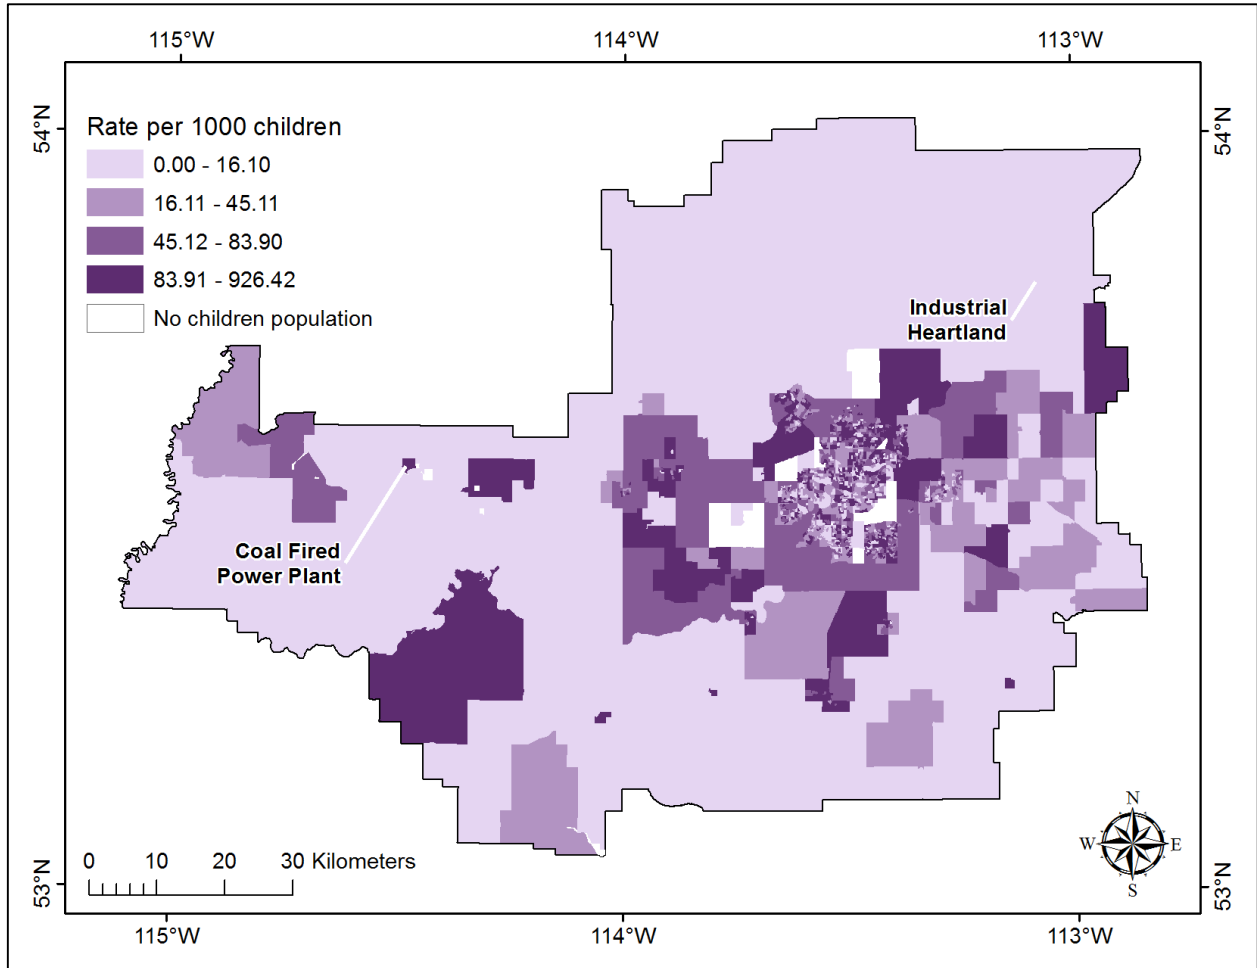 115°W
114°W
113°W
54°N
54°N
Rate per 1000 children
0.00 - 16.10
16.11 - 45.11
45.12 - 83.90
83.91 - 926.42
No children population
Industrial
Heartland
Coal Fired
Power Plant
N
W
E
S
0
10
20
30 Kilometers
53°N
53°N
115°W
114°W
113°W